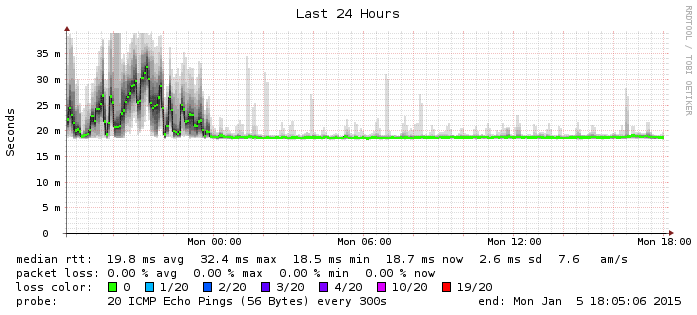 Last 24 Hours
RRDTOOL / TOBI OETIKER
Seconds
35 m
30 m
25 m
20 m
15 m
10 m
5 m
0
Mon 00:00 Mon 06:00 Mon 12:00 Mon 18:00
median rtt: 19.8 ms avg 32.4 ms max 18.5 ms min 18.7 ms now 2.6 ms sd 7.6 am/s
packet loss: 0.00 % avg 0.00 % max 0.00 % min 0.00 % now
loss color: 0 1/20 2/20 3/20 4/20 10/20 19/20
probe: 20 ICMP Echo Pings (56 Bytes) every 300s end: Mon Jan 5 18:05:06 2015